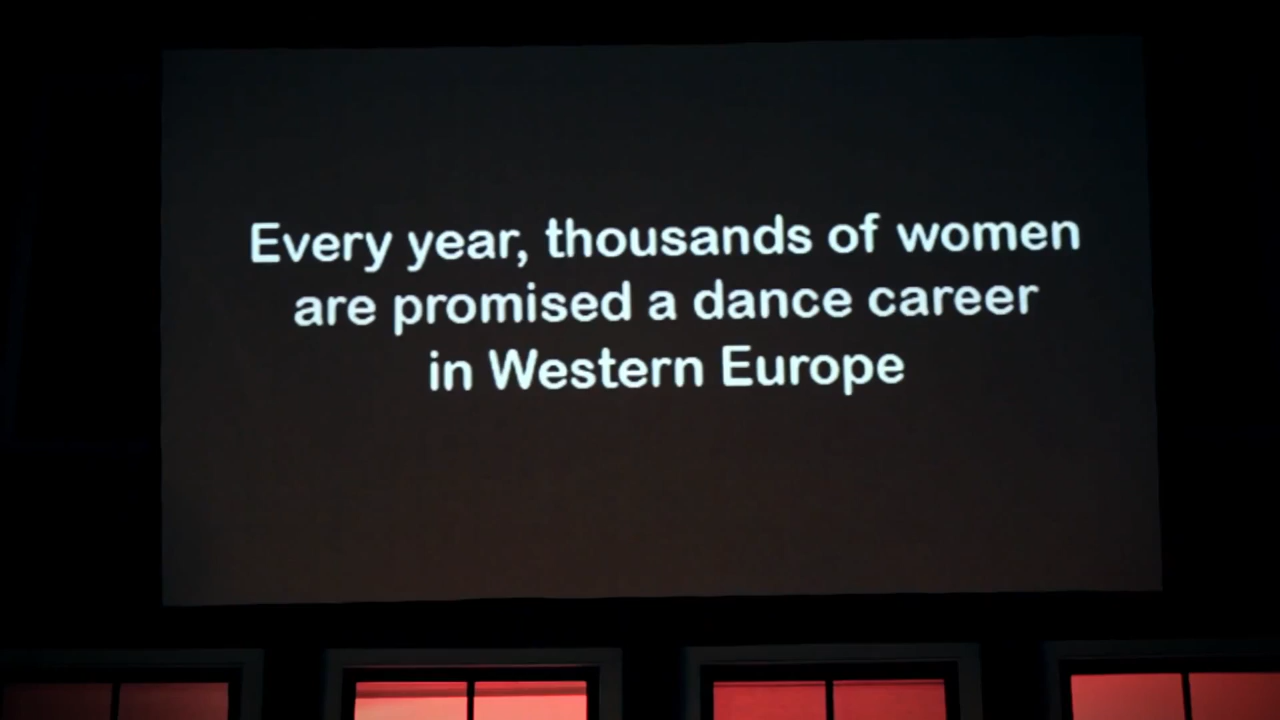 Every year, thousands of women
are promised a dance career
in Western Europe